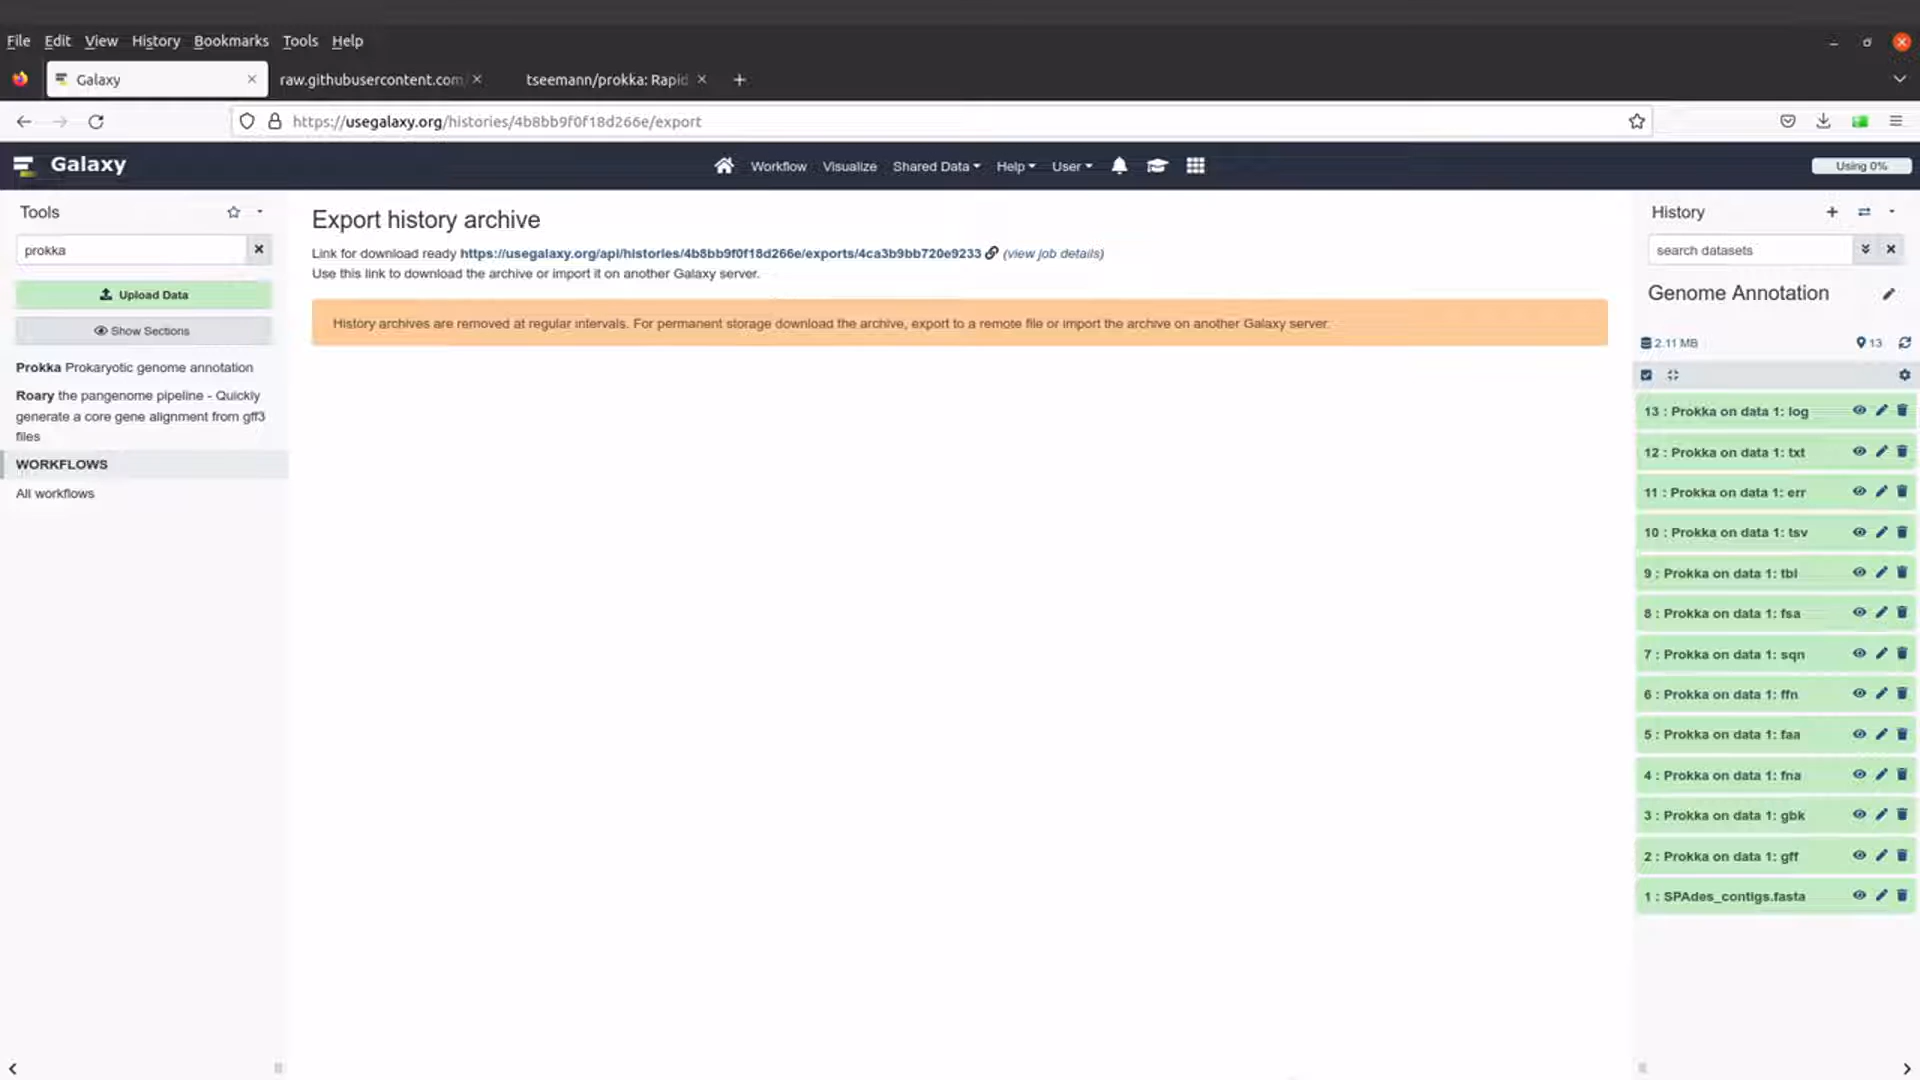 File Edit View History Bookmarks Tools Help
Galaxy
raw.githubusercontent.com/
tseemann/prokka: Rapid
https://usegalaxy.org/histories/4b8bb9f0f18d266e/export
Galaxy
Workflow Visualize Shared Data Help User
Using 0%
Tools
prokka
Upload Data
Show Sections
Prokka Prokaryotic genome annotation
Roary the pangenome pipeline - Quickly
generate a core gene alignment from gff3
files
WORKFLOWS
All workflows
Export history archive
Link for download ready https://usegalaxy.org/api/histories/4b8bb9f0f18d266e/exports/4ca3b9bb720e9233 (view job details)
Use this link to download the archive or import it on another Galaxy server.
History archives are removed at regular intervals. For permanent storage download the archive, export to a remote file or import the archive on another Galaxy server.
History
search datasets
Genome Annotation
2.11 MB 13
13 : Prokka on data 1: log
12 : Prokka on data 1: txt
11 : Prokka on data 1: err
10 : Prokka on data 1: tsv
9 : Prokka on data 1: tbl
8 : Prokka on data 1: fsa
7 : Prokka on data 1: sqn
6 : Prokka on data 1: ffn
5 : Prokka on data 1: faa
4 : Prokka on data 1: fna
3 : Prokka on data 1: gbk
2 : Prokka on data 1: gff
1 : SPAdes_contigs.fasta